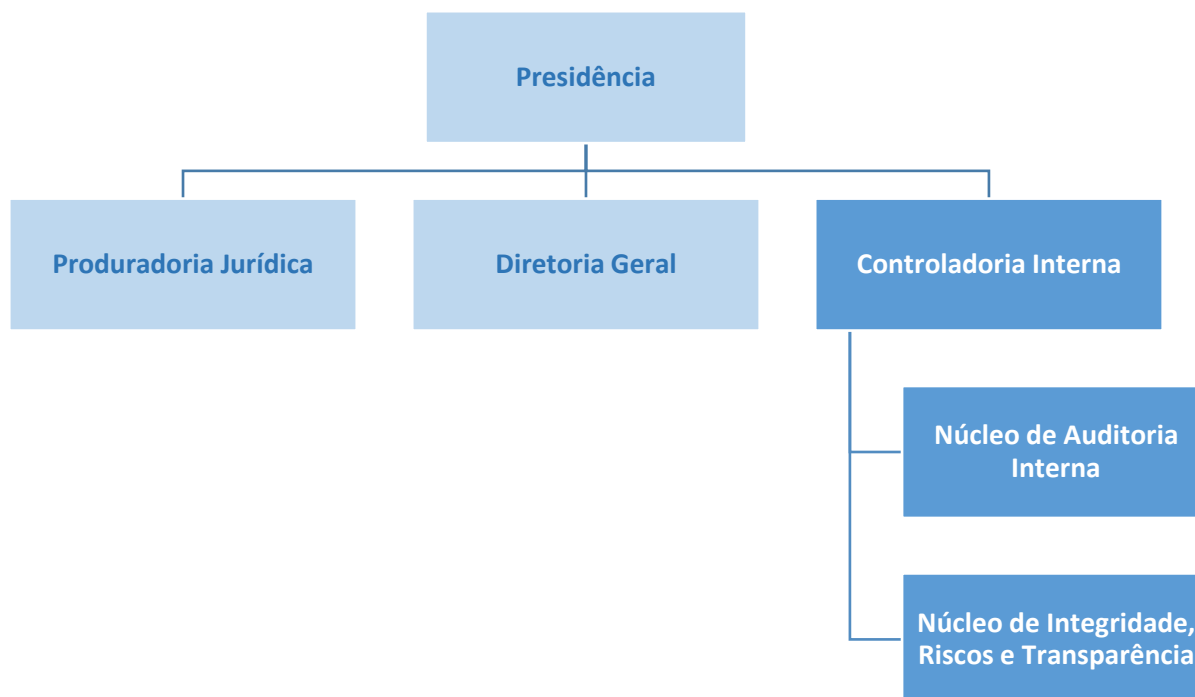 Presidência
Produradoria Jurídica
Diretoria Geral
Controladoria Interna
Núcleo de Auditoria
Interna
Núcleo de Integridade,
Riscos e Transparência